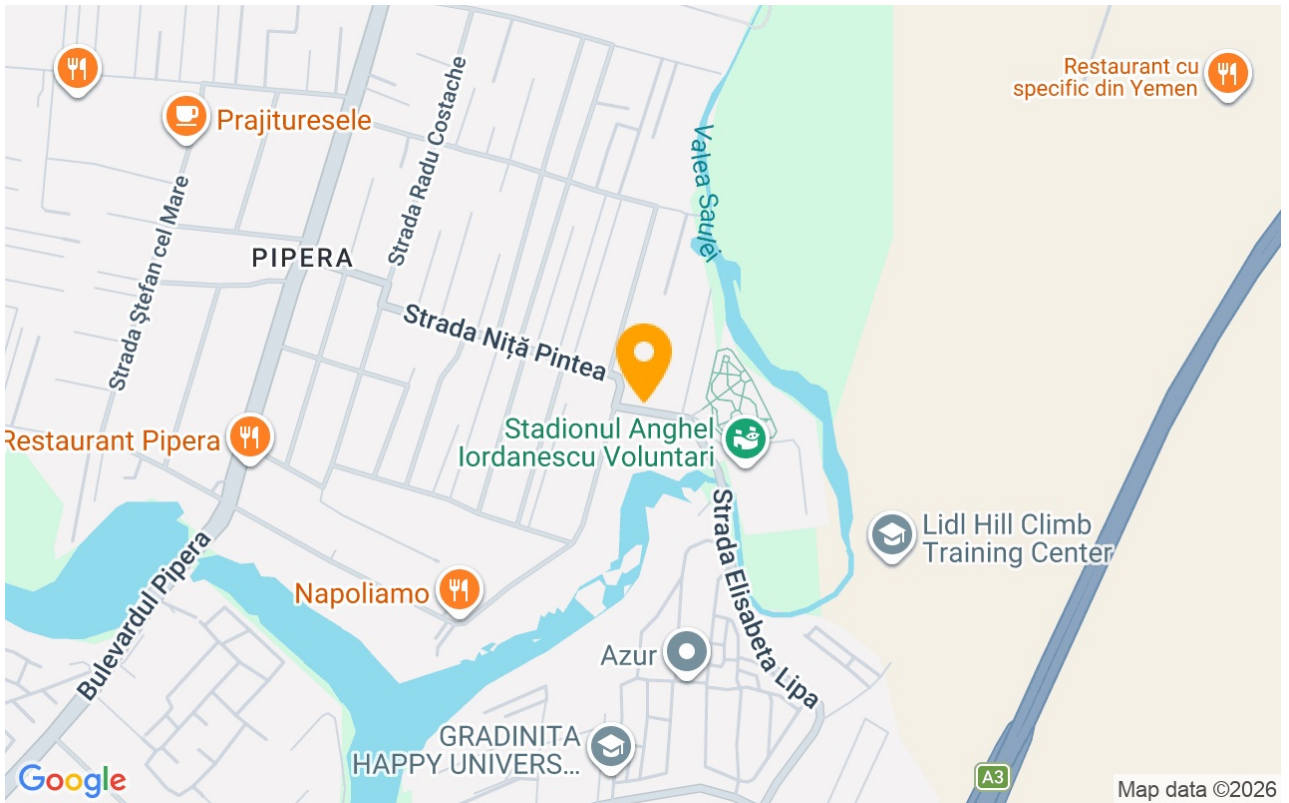 Restaurant cu
specific din Yemen
Prajituresele
Strada Radu Costache
Valea Saulei
Strada Ștefan cel Mare
PIPERA
Strada Niță Pintea
Restaurant Pipera
Stadionul Anghel
Iordanescu Voluntari
Lidl Hill Climb
Training Center
Strada Elisabeta Lipa
Bulevardul Pipera
Napoliamo
Azur
GRADINITA
HAPPY UNIVERS...
Google
A3
Map data ©2026